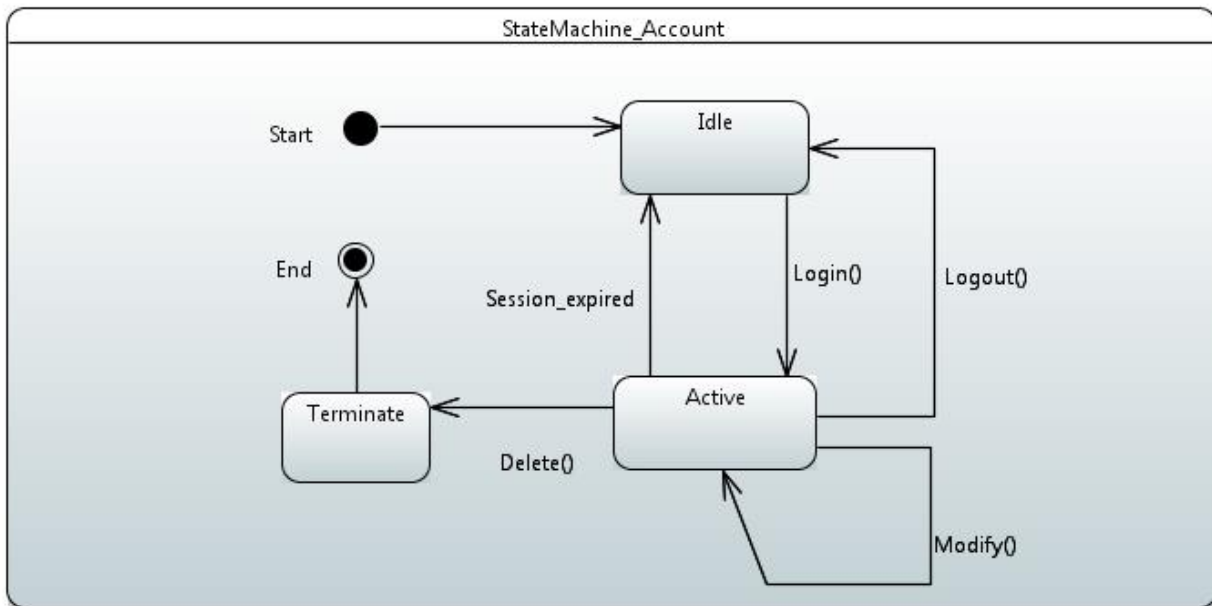 StateMachine_Account
Idle
Start
End
Login()
Logout()
Session_expired
Active
Terminate
Delete()
Modify()